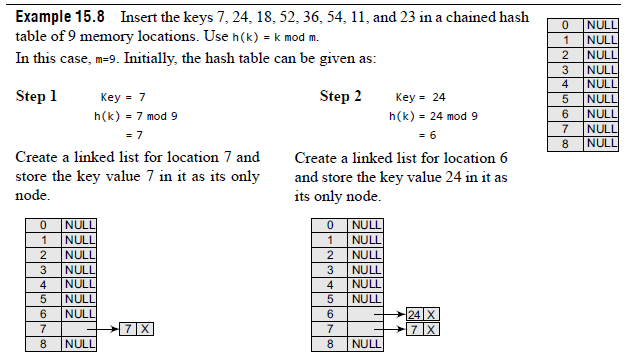 Example 15.8 Insert the keys 7, 24, 18, 52, 36, 54, 11, and 23 in a chained hash
table of 9 memory locations. Use h(k) = k mod m.
In this case, m=9. Initially, the hash table can be given as:
0 NULL
1 NULL
2 NULL
3 NULL
4 NULL
5 NULL
6 NULL
7 NULL
8 NULL
Step 1 Key = 7
h(k) = 7 mod 9
= 7
Create a linked list for location 7 and
store the key value 7 in it as its only
node.
0 NULL
1 NULL
2 NULL
3 NULL
4 NULL
5 NULL
6 NULL
7 7 X
8 NULL
Step 2 Key = 24
h(k) = 24 mod 9
= 6
Create a linked list for location 6
and store the key value 24 in it as
its only node.
0 NULL
1 NULL
2 NULL
3 NULL
4 NULL
5 NULL
6 24 X
7 7 X
8 NULL